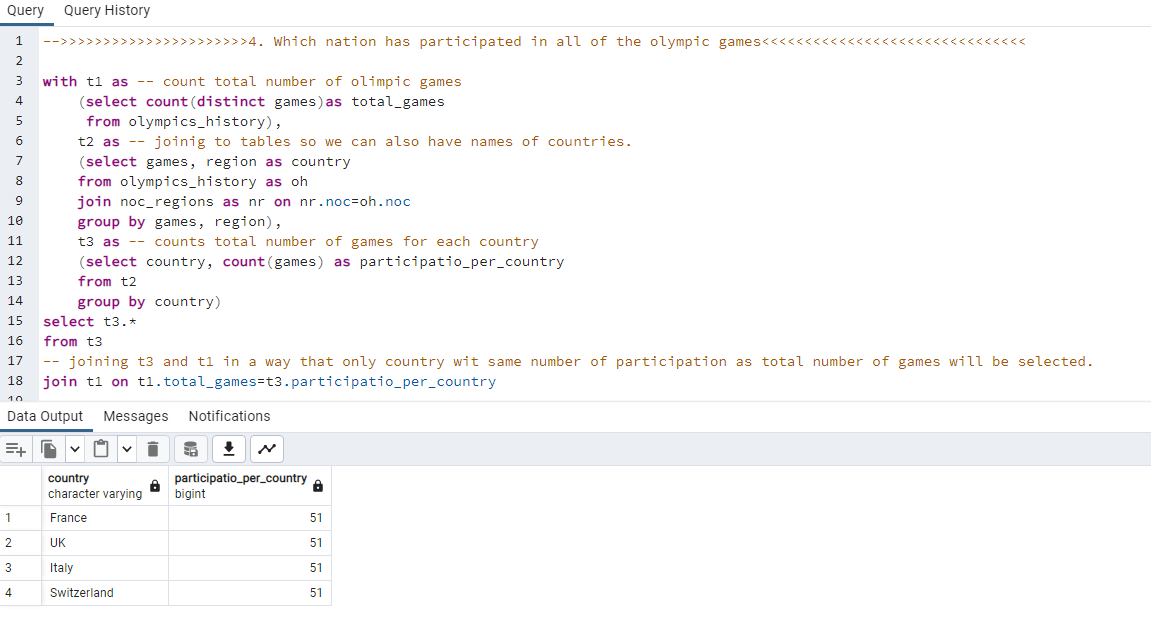 Query Query History
1 -->>>>>>>>>>>>>>>>>>>>>>>4. Which nation has participated in all of the olympic games<<<<<<<<<<<<<<<<<<<<<<<<<<<<<<<
2
3 with t1 as -- count total number of olimpic games
4 (select count(distinct games)as total_games
5 from olympics_history),
6 t2 as -- joinig to tables so we can also have names of countries.
7 (select games, region as country
8 from olympics_history as oh
9 join noc_regions as nr on nr.noc=oh.noc
10 group by games, region),
11 t3 as -- counts total number of games for each country
12 (select country, count(games) as participatio_per_country
13 from t2
14 group by country)
15 select t3.*
16 from t3
17 -- joining t3 and t1 in a way that only country wit same number of participation as total number of games will be selected.
18 join t1 on t1.total_games=t3.participatio_per_country
19
Data Output Messages Notifications
country participatio_per_country
character varying bigint
1 France 51
2 UK 51
3 Italy 51
4 Switzerland 51